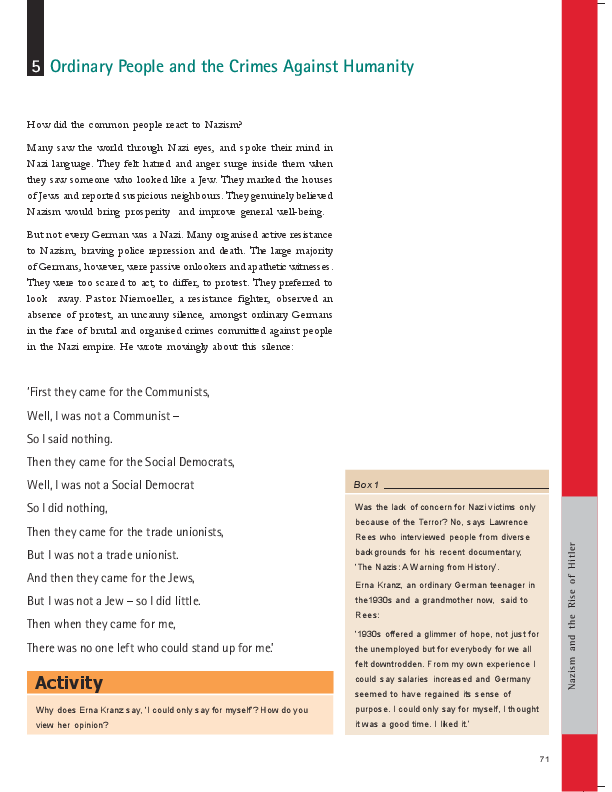 5 Ordinary People and the Crimes Against Humanity
How did the common people react to Nazism?
Many saw the world through Nazi eyes, and spoke their mind in
Nazi language. They felt hatred and anger surge inside them when
they saw someone who looked like a Jew. They marked the houses
of Jews and reported suspicious neighbours. They genuinely believed
Nazism would bring prosperity and improve general well-being.
But not every German was a Nazi. Many organised active resistance
to Nazism, braving police repression and death. The large majority
of Germans, however, were passive onlookers and apathetic witnesses.
They were too scared to act, to differ, to protest. They preferred to
look away. Pastor Niemoeller, a resistance fighter, observed an
absence of protest, an uncanny silence, amongst ordinary Germans
in the face of brutal and organised crimes committed against people
in the Nazi empire. He wrote movingly about this silence:
'First they came for the Communists,
Well, I was not a Communist –
So I said nothing.
Then they came for the Social Democrats,
Well, I was not a Social Democrat
So I did nothing,
Then they came for the trade unionists,
But I was not a trade unionist.
And then they came for the Jews,
But I was not a Jew – so I did little.
Then when they came for me,
There was no one left who could stand up for me.'
Activity
Why does Erna Kranz say, 'I could only say for myself'? How do you
view her opinion?
Box 1
Was the lack of concern for Nazi victims only
because of the Terror? No, says Lawrence
Rees who interviewed people from diverse
backgrounds for his recent documentary,
'The Nazis: A Warning from History'.
Erna Kranz, an ordinary German teenager in
the1930s and a grandmother now, said to
Rees:
'1930s offered a glimmer of hope, not just for
the unemployed but for everybody for we all
felt downtrodden. From my own experience I
could say salaries increased and Germany
seemed to have regained its sense of
purpose. I could only say for myself, I thought
it was a good time. I liked it.'
Nazism and the Rise of Hitler
71